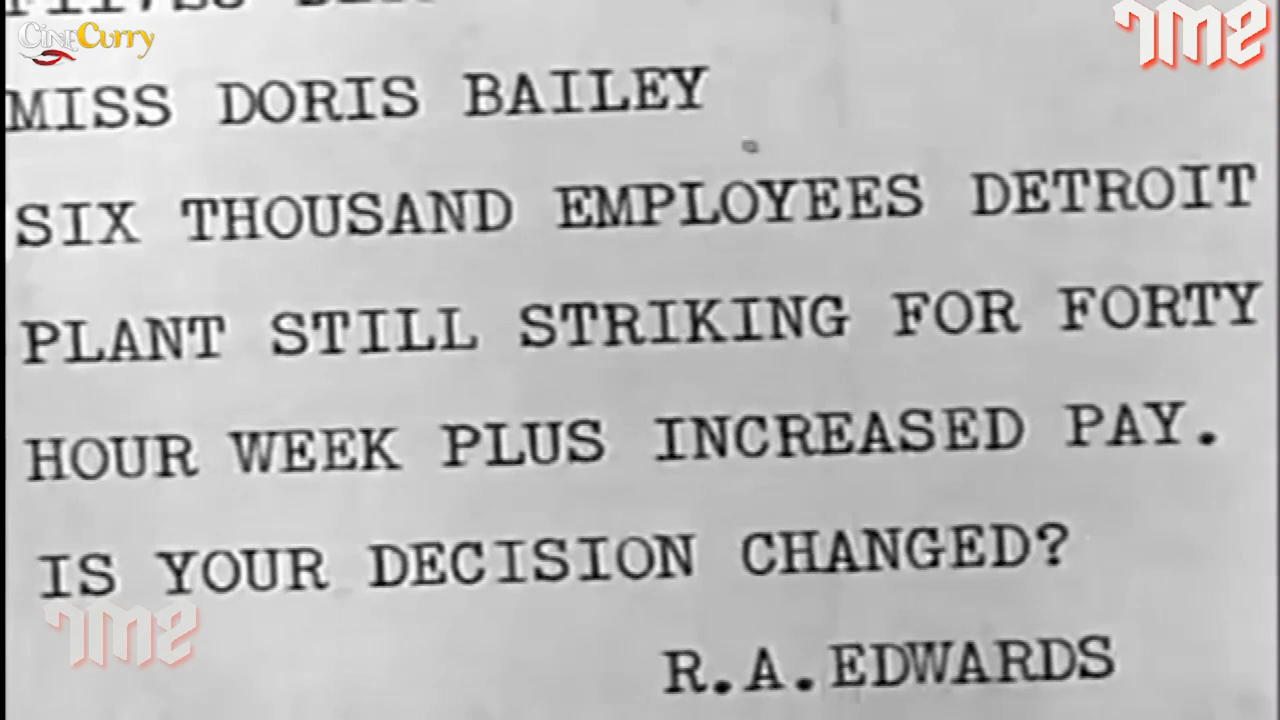 CINECURRY
MISS DORIS BAILEY
SIX THOUSAND EMPLOYEES DETROIT
PLANT STILL STRIKING FOR FORTY
HOUR WEEK PLUS INCREASED PAY.
IS YOUR DECISION CHANGED?
R.A.EDWARDS